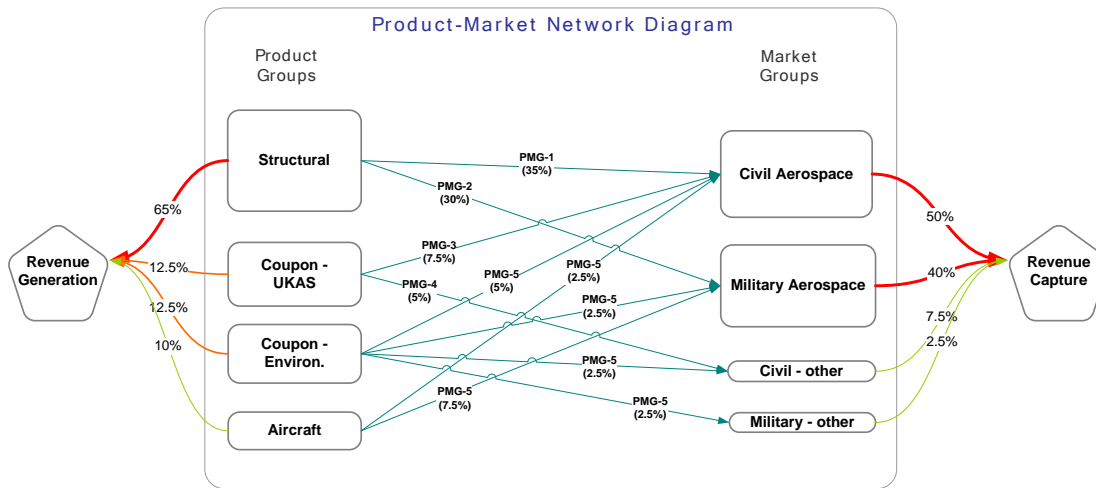 Product-Market Network Diagram
Product
Groups
Market
Groups
Structural
Coupon -
UKAS
Coupon -
Environ.
Aircraft
Civil Aerospace
Military Aerospace
Civil - other
Military - other
Revenue
Generation
Revenue
Capture
65%
12.5%
12.5%
10%
PMG-1
(35%)
PMG-2
(30%)
PMG-3
(7.5%)
PMG-4
(5%)
PMG-5
(5%)
PMG-5
(2.5%)
PMG-5
(2.5%)
PMG-5
(2.5%)
PMG-5
(7.5%)
PMG-5
(2.5%)
50%
40%
7.5%
2.5%